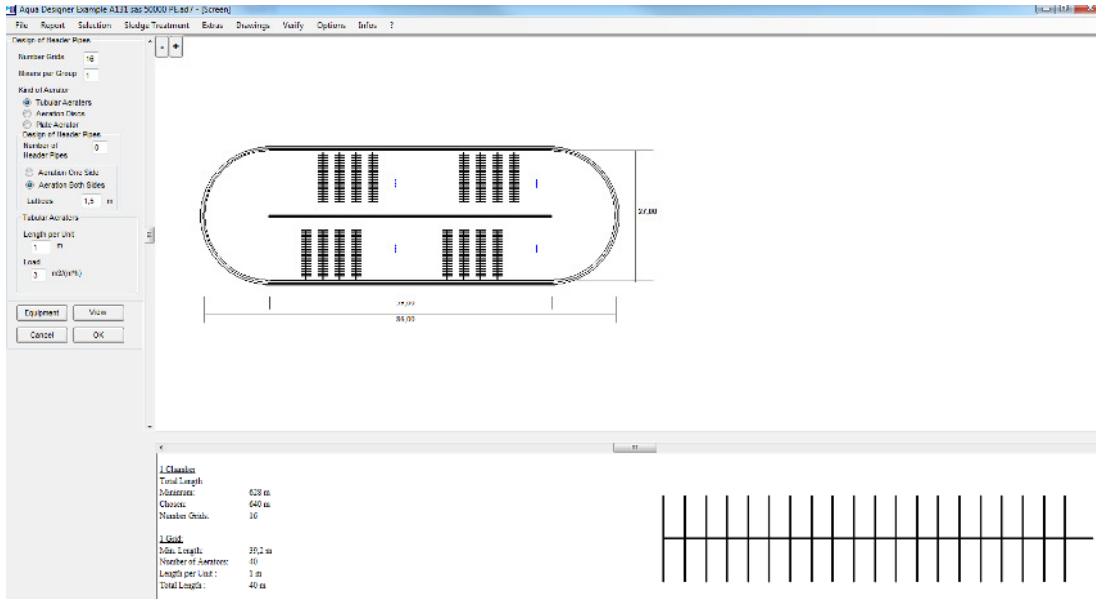 Aqua Designer Example A131 sas 50000 PE.ad7 - [Screen]
File Report Selection Sludge Treatment Extras Drawings Verify Options Infos ?
Design of Header Pipes
Number Grids 16
Mixers per Group 1
Kind of Aerator
Tubular Aeraters
Aeration Discs
Plate Aerator
Design of Header Pipes
Number of 0
Header Pipes
Aeration One Side
Aeration Both Sides
Lattices 1,5 m
Tubular Aeraters
Length per Unit
1 m
Load
3 m3/(m*h)
Equipment View
Cancel OK
27,00
86,00
1 Chamber
Total Length
Minimum: 628 m
Chosen: 640 m
Number Grids: 16
1 Grid:
Min. Length: 39,2 m
Number of Aerators: 40
Length per Unit : 1 m
Total Length : 40 m